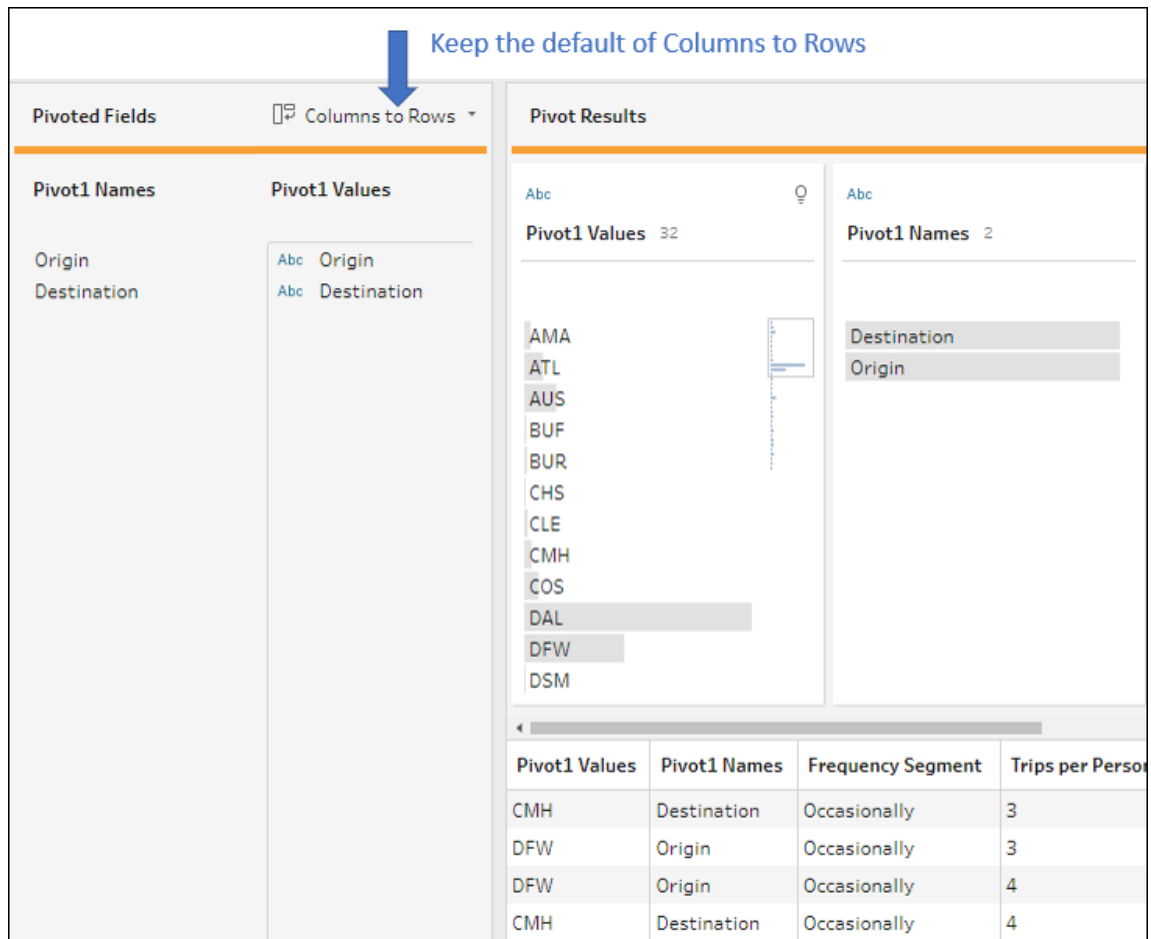 Keep the default of Columns to Rows
Pivoted Fields Columns to Rows
Pivot1 Names Pivot1 Values
Origin Abc Origin
Destination Abc Destination
Pivot Results
Abc Abc
Pivot1 Values 32 Pivot1 Names 2
AMA Destination
ATL Origin
AUS
BUF
BUR
CHS
CLE
CMH
COS
DAL
DFW
DSM
Pivot1 Values Pivot1 Names Frequency Segment Trips per Person
CMH Destination Occasionally 3
DFW Origin Occasionally 3
DFW Origin Occasionally 4
CMH Destination Occasionally 4